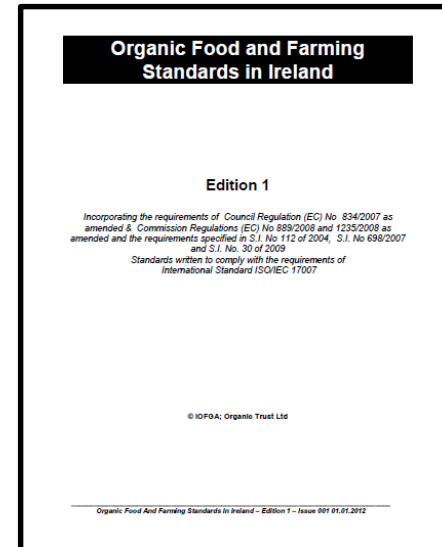 Organic Food and Farming
Standards in Ireland
Edition 1
Incorporating the requirements of Council Regulation (EC) No 834/2007 as
amended & Commission Regulations (EC) No 889/2008 and 1235/2008 as
amended and the requirements specified in S.I. No 112 of 2004, S.I. No 698/2007
and S.I. No. 30 of 2009
Standards written to comply with the requirements of
International Standard ISO/IEC 17007
© IOFGA; Organic Trust Ltd
Organic Food And Farming Standards In Ireland – Edition 1 – Issue 001 01.01.2012